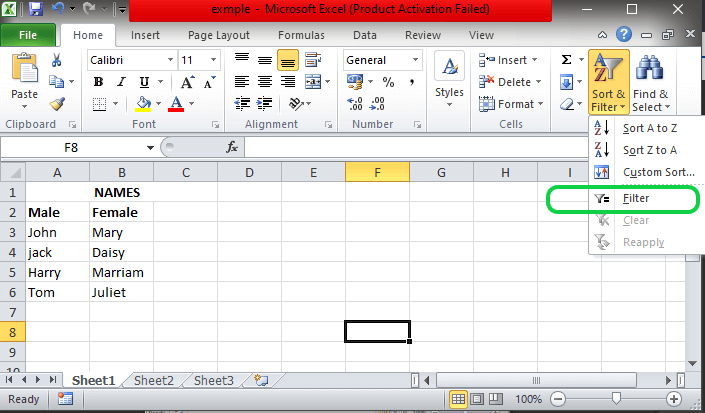 exmple - Microsoft Excel (Product Activation Failed)
File Home Insert Page Layout Formulas Data Review View
Calibri 11 General Insert Σ
Paste B I U A A $ % , Styles Delete Sort & Filter Find & Select
A Format
Clipboard Font Alignment Number Cells
Sort A to Z
Sort Z to A
Custom Sort...
Filter
Clear
Reapply
F8 fx
A B C D E F G H I
1 NAMES
2 Male Female
3 John Mary
4 jack Daisy
5 Harry Marriam
6 Tom Juliet
7
8
9
10
Sheet1 Sheet2 Sheet3
Ready 100%